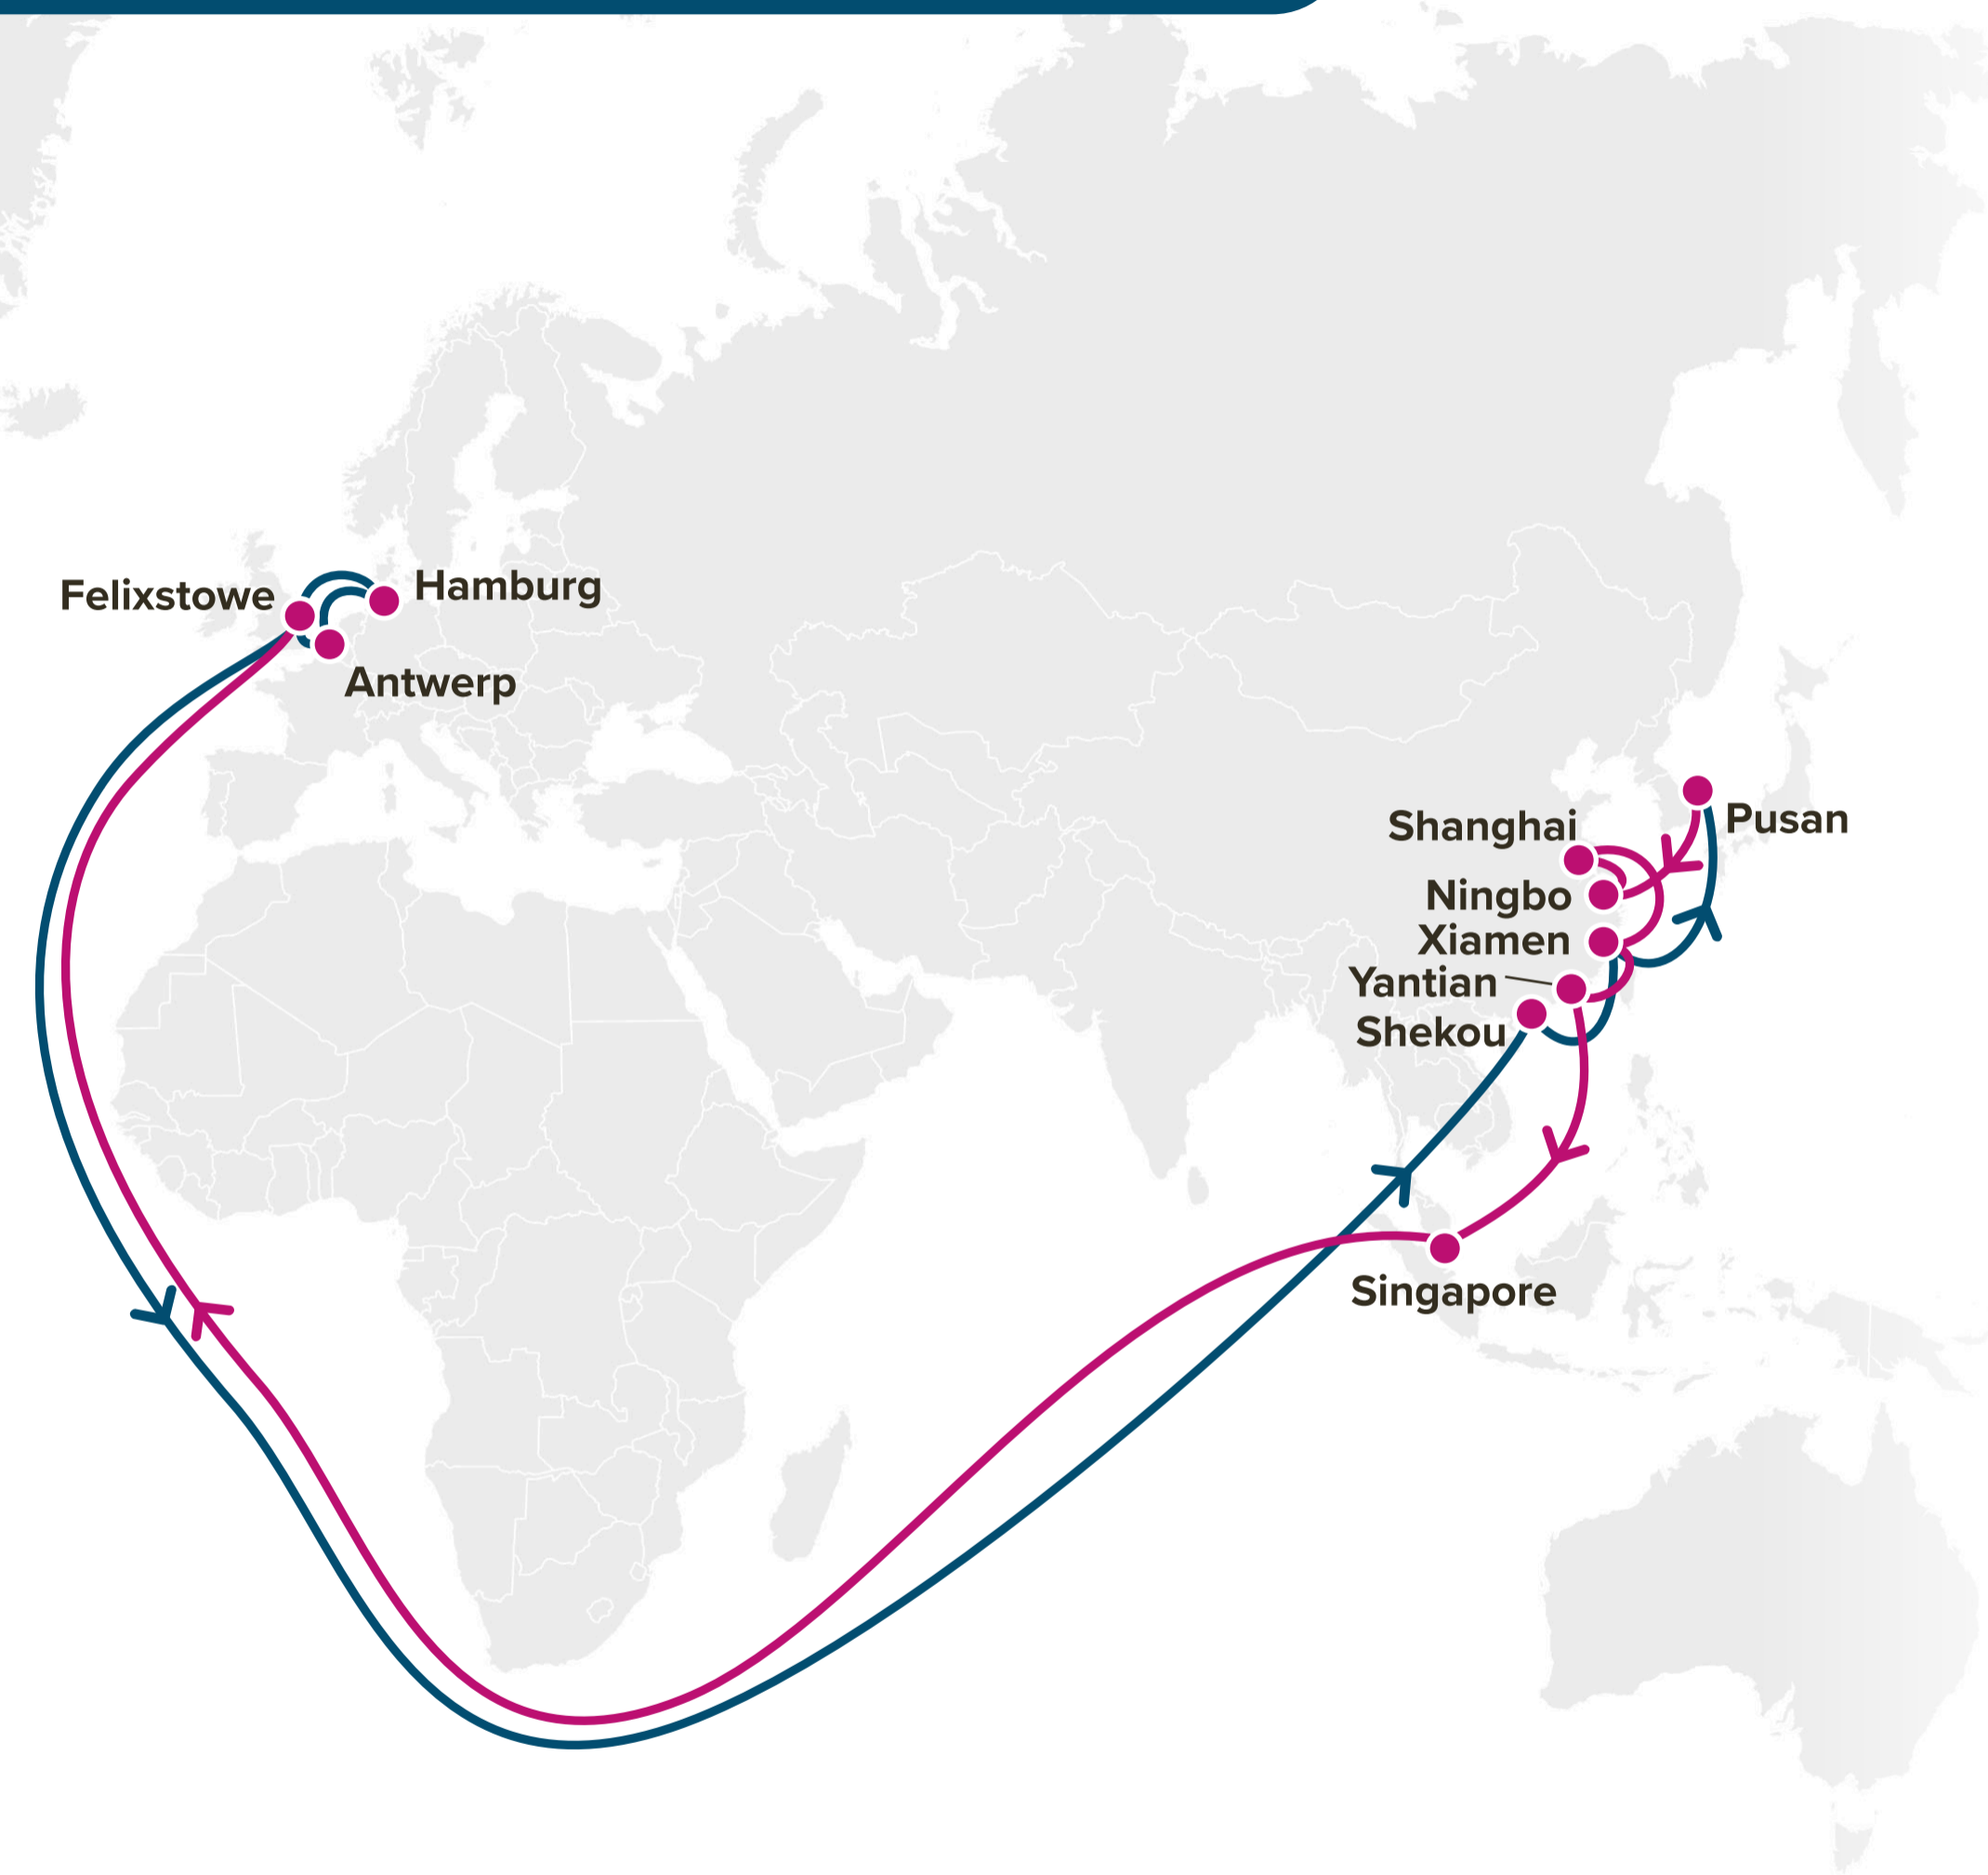 Hamburg
Felixstowe
Antwerp
Pusan
Shanghai
Ningbo
Xiamen
Yantian
Shekou
Singapore